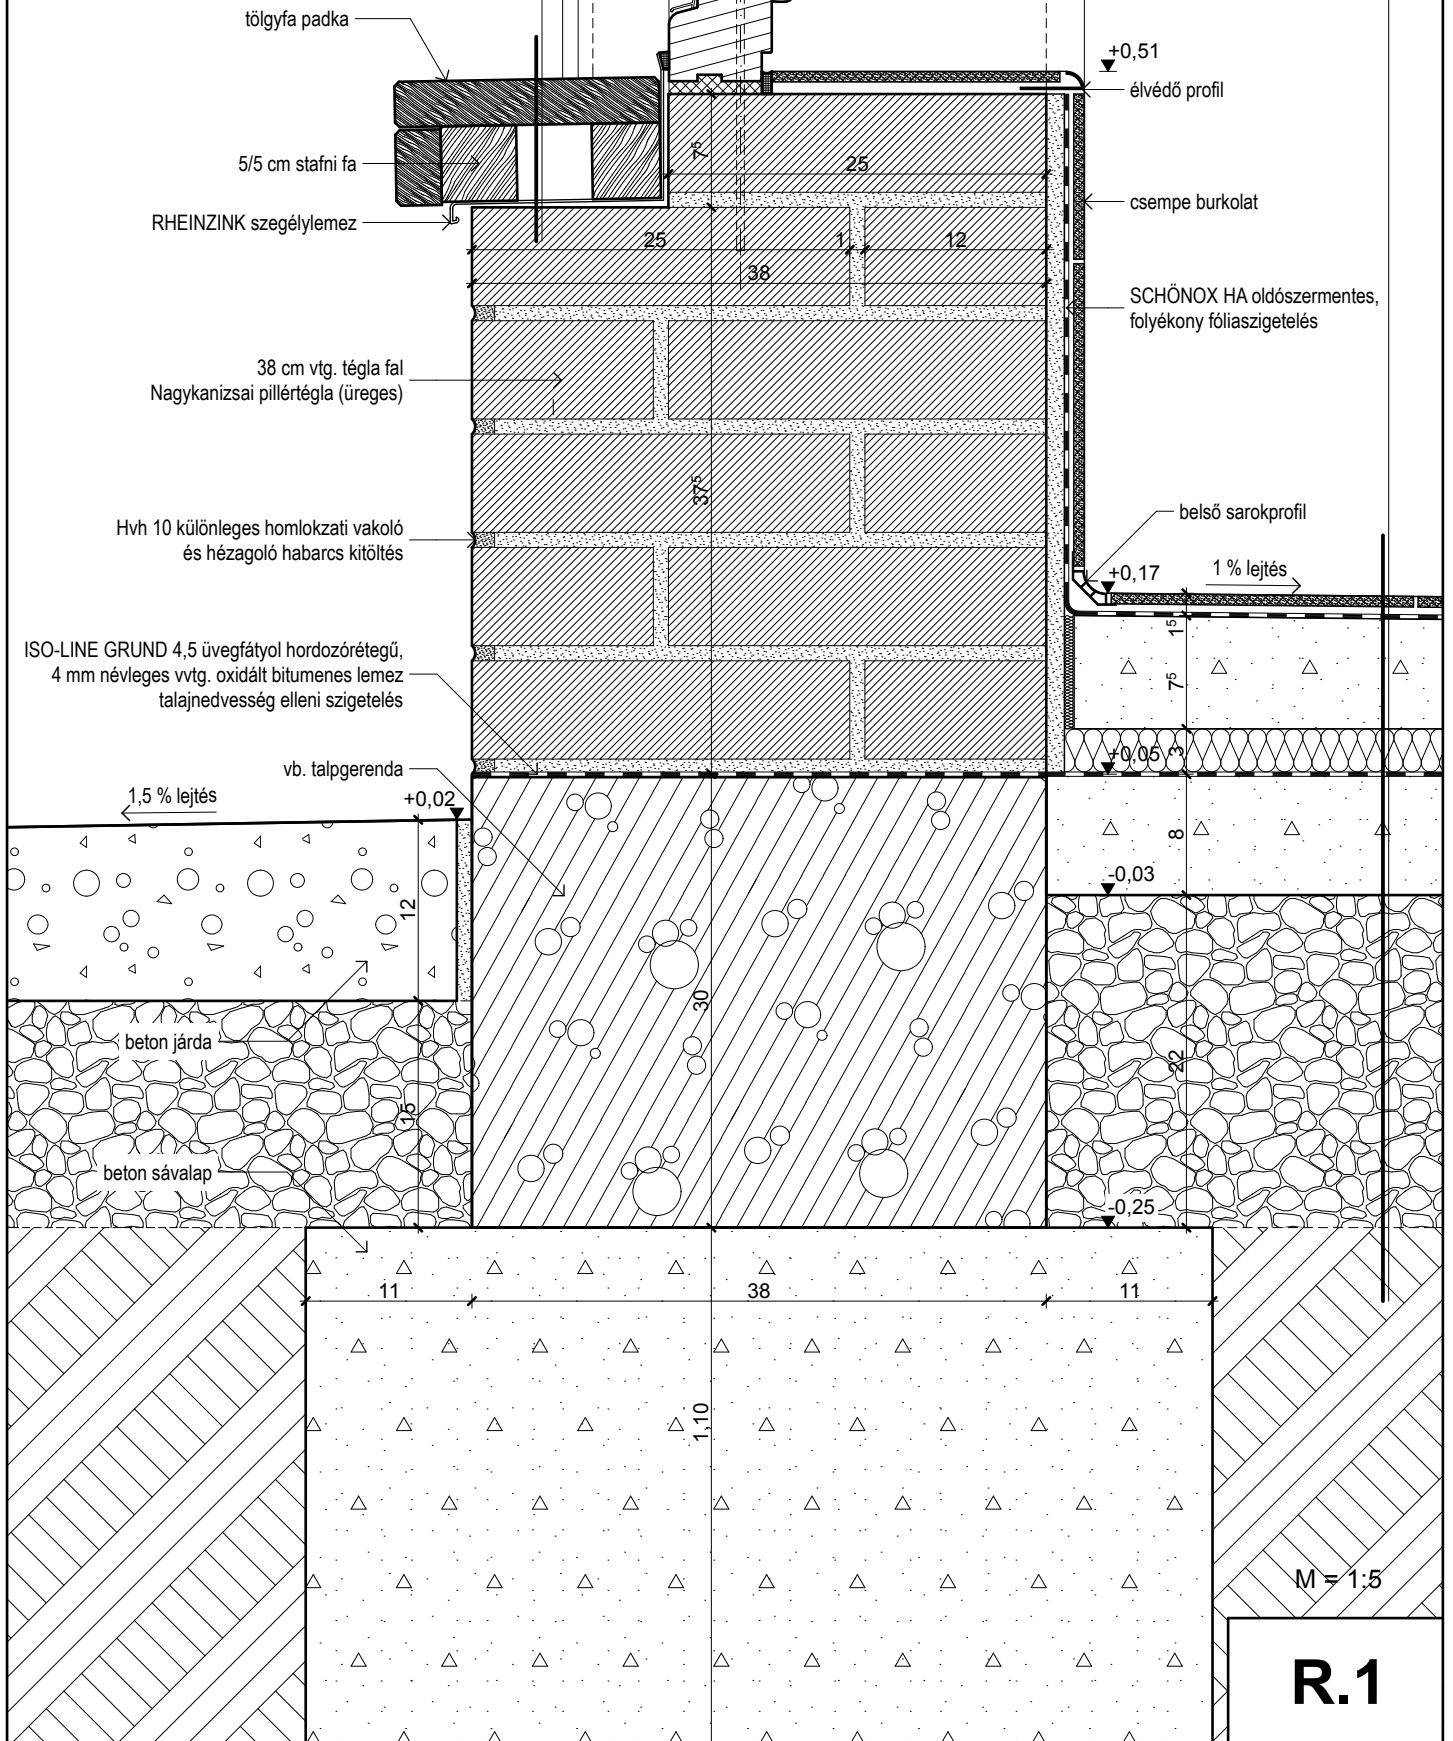 tölgyfa padka
+0,51
élvédő profil
5/5 cm stafni fa
7⁵
25
csempe burkolat
RHEINZINK szegélylemez
25
1
12
38
SCHÖNOX HA oldószermentes,
folyékony fóliaszigetelés
38 cm vtg. tégla fal
Nagykanizsai pillértégla (üreges)
37⁵
Hvh 10 különleges homlokzati vakoló
és hézagoló habarcs kitöltés
belső sarokprofil
+0,17
1 % lejtés
1⁵
ISO-LINE GRUND 4,5 üvegfátyol hordozórétegű,
4 mm névleges vvtg. oxidált bitumenes lemez
talajnedvesség elleni szigetelés
7⁵
+0,05
3
vb. talpgerenda
1,5 % lejtés
+0,02
8
-0,03
12
30
beton járda
22
15
beton sávalap
-0,25
11
38
11
1,10
M = 1:5
R.1